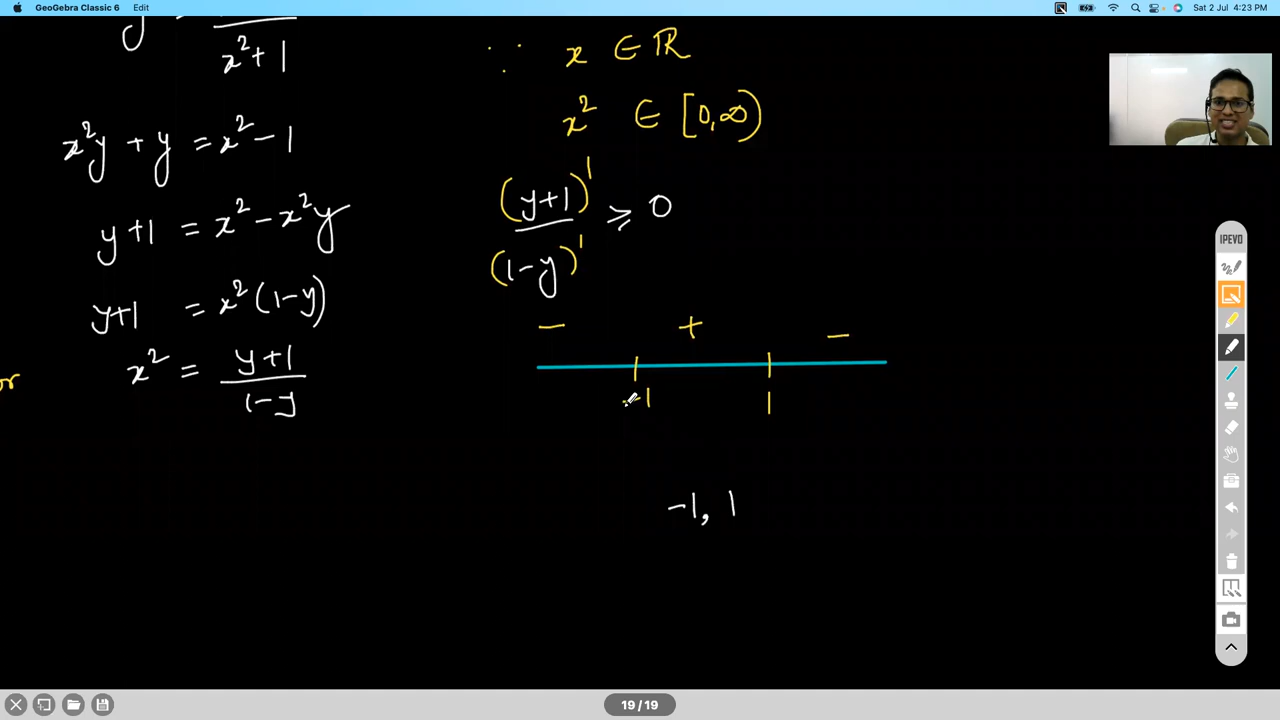 GeoGebra Classic 6 Edit
Sat 2 Jul 4:23 PM
x² + 1
x²y + y = x² − 1
y+1 = x² − x²y
y+1 = x² (1−y)
x² = y+1 / 1−y
or
∵ x ∈ ℝ
x² ∈ [0, ∞)
(y+1)¹ / (1−y)¹ ⩾ 0
− + −
−1 1
−1, 1
IPEVO
19 / 19